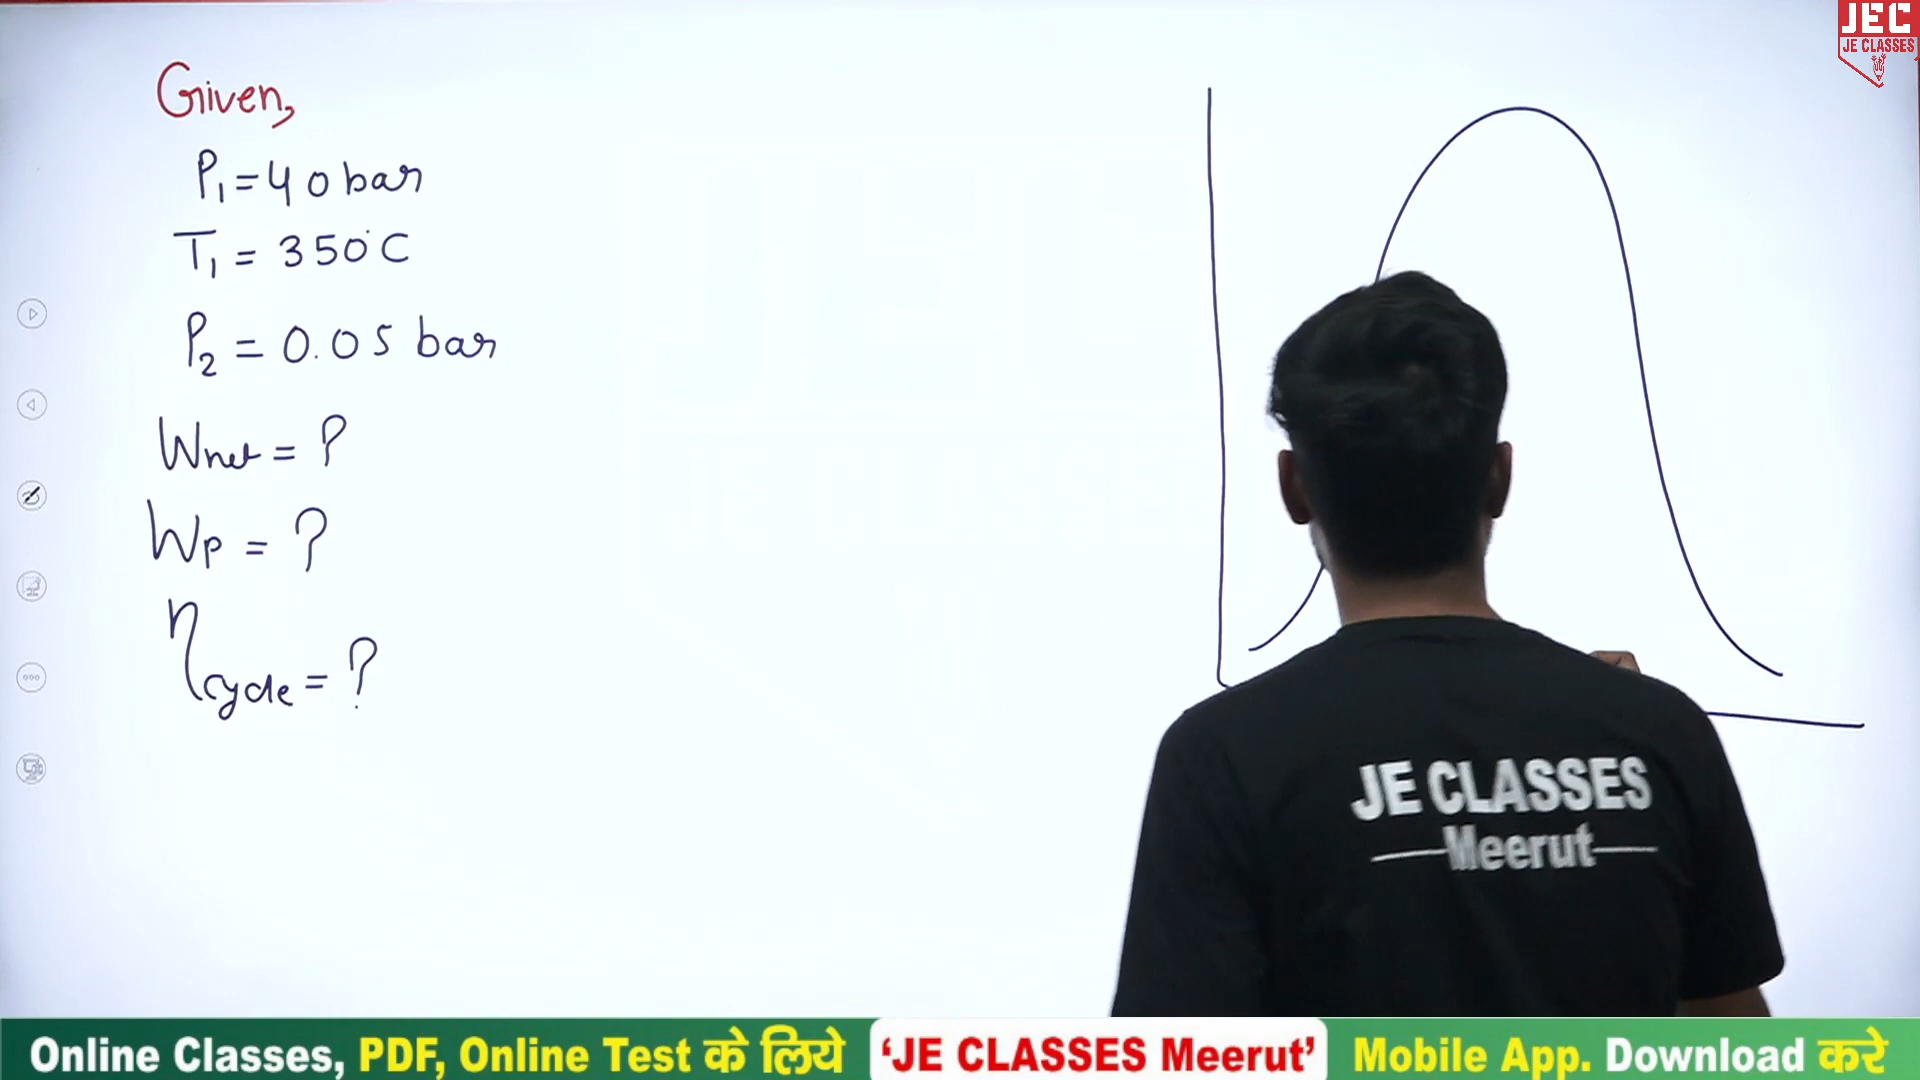 JEC
JE CLASSES
Given,
P1 = 40 bar
T1 = 350°C
P2 = 0.05 bar
Wnet = ?
Wp = ?
ηcycle = ?
JE CLASSES
Meerut
Online Classes, PDF, Online Test के लिये 'JE CLASSES Meerut' Mobile App. Download करे